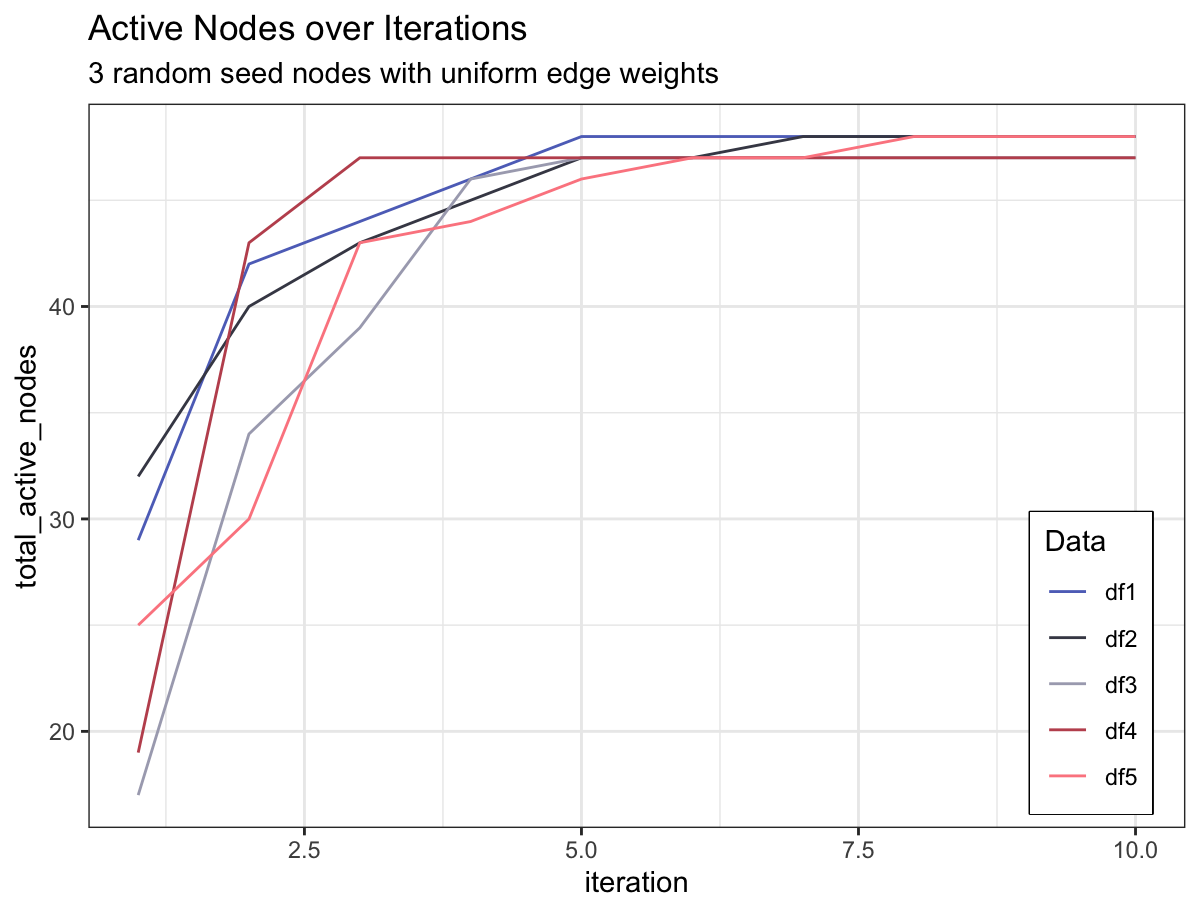 Active Nodes over Iterations
3 random seed nodes with uniform edge weights
total_active_nodes
40
30
20
2.5
5.0
7.5
10.0
iteration
Data
df1
df2
df3
df4
df5